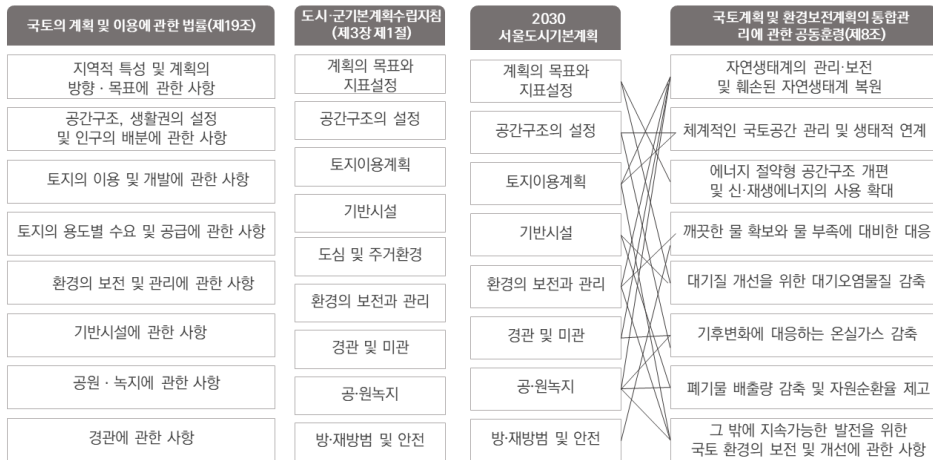 국토의 계획 및 이용에 관한 법률(제19조)
지역적 특성 및 계획의
방향·목표에 관한 사항
공간구조, 생활권의 설정
및 인구의 배분에 관한 사항
토지의 이용 및 개발에 관한 사항
토지의 용도별 수요 및 공급에 관한 사항
환경의 보전 및 관리에 관한 사항
기반시설에 관한 사항
공원·녹지에 관한 사항
경관에 관한 사항
도시·군기본계획수립지침
(제3장 제1절)
계획의 목표와
지표설정
공간구조의 설정
토지이용계획
기반시설
도심 및 주거환경
환경의 보전과 관리
경관 및 미관
공·원녹지
방·재방범 및 안전
2030
서울도시기본계획
계획의 목표와
지표설정
공간구조의 설정
토지이용계획
기반시설
환경의 보전과 관리
경관 및 미관
공·원녹지
방·재방범 및 안전
국토계획 및 환경보전계획의 통합관
리에 관한 공동훈령(제8조)
자연생태계의 관리·보전
및 훼손된 자연생태계 복원
체계적인 국토공간 관리 및 생태적 연계
에너지 절약형 공간구조 개편
및 신·재생에너지의 사용 확대
깨끗한 물 확보와 물 부족에 대비한 대응
대기질 개선을 위한 대기오염물질 감축
기후변화에 대응하는 온실가스 감축
폐기물 배출량 감축 및 자원순환율 제고
그 밖에 지속가능한 발전을 위한
국토 환경의 보전 및 개선에 관한 사항